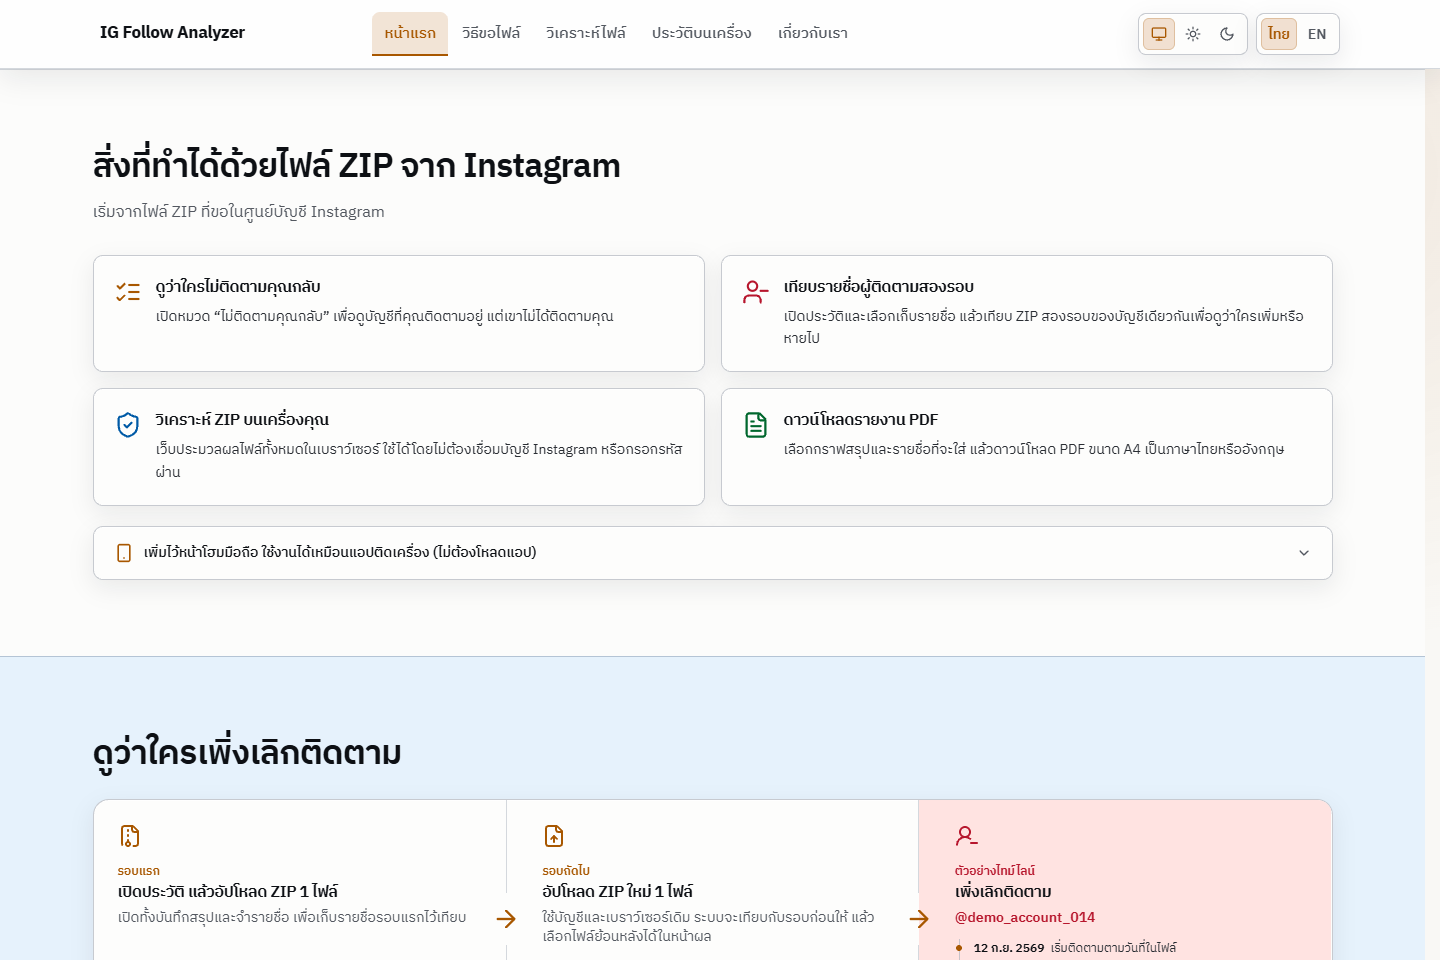 IG Follow Analyzer
หน้าแรก
วิธีขอไฟล์
วิเคราะห์ไฟล์
ประวัติบนเครื่อง
เกี่ยวกับเรา
ไทย
EN
สิ่งที่ทำได้ด้วยไฟล์ ZIP จาก Instagram
เริ่มจากไฟล์ ZIP ที่ขอในศูนย์บัญชี Instagram
ดูว่าใครไม่ติดตามคุณกลับ
เปิดหมวด “ไม่ติดตามคุณกลับ” เพื่อดูบัญชีที่คุณติดตามอยู่ แต่เขาไม่ได้ติดตามคุณ
เทียบรายชื่อผู้ติดตามสองรอบ
เปิดประวัติและเลือกเก็บรายชื่อ แล้วเทียบ ZIP สองรอบของบัญชีเดียวกันเพื่อดูว่าใครเพิ่มหรือ
หายไป
วิเคราะห์ ZIP บนเครื่องคุณ
เว็บประมวลผลไฟล์ทั้งหมดในเบราว์เซอร์ ใช้ได้โดยไม่ต้องเชื่อมบัญชี Instagram หรือกรอกรหัส
ผ่าน
ดาวน์โหลดรายงาน PDF
เลือกกราฟสรุปและรายชื่อที่จะใส่ แล้วดาวน์โหลด PDF ขนาด A4 เป็นภาษาไทยหรืออังกฤษ
เพิ่มไว้หน้าโฮมมือถือ ใช้งานได้เหมือนแอปติดเครื่อง (ไม่ต้องโหลดแอป)
ดูว่าใครเพิ่งเลิกติดตาม
รอบแรก
เปิดประวัติ แล้วอัปโหลด ZIP 1 ไฟล์
เปิดทั้งบันทึกสรุปและจำรายชื่อ เพื่อเก็บรายชื่อรอบแรกไว้เทียบ
รอบถัดไป
อัปโหลด ZIP ใหม่ 1 ไฟล์
ใช้บัญชีและเบราว์เซอร์เดิม ระบบจะเทียบกับรอบก่อนให้ แล้ว
เลือกไฟล์ย้อนหลังได้ในหน้าผล
ตัวอย่างไทม์ไลน์
เพิ่งเลิกติดตาม
@demo_account_014
12 ก.ย. 2569 เริ่มติดตามตามวันที่ในไฟล์